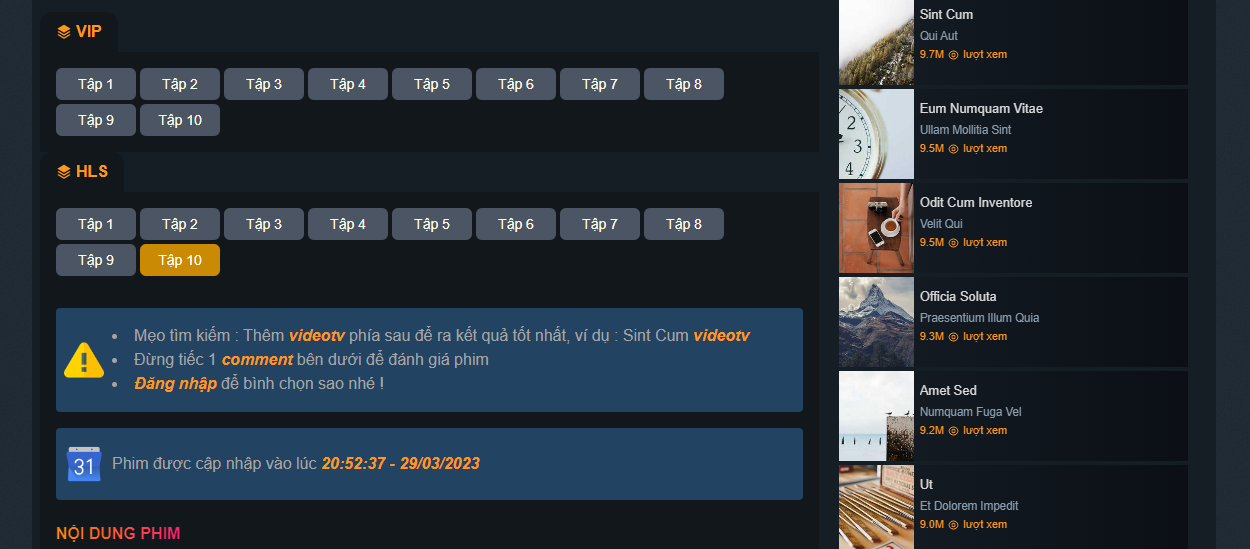 VIP
Tập 1 Tập 2 Tập 3 Tập 4 Tập 5 Tập 6 Tập 7 Tập 8
Tập 9 Tập 10
HLS
Tập 1 Tập 2 Tập 3 Tập 4 Tập 5 Tập 6 Tập 7 Tập 8
Tập 9 Tập 10
• Mẹo tìm kiếm : Thêm videotv phía sau để ra kết quả tốt nhất, ví dụ : Sint Cum videotv
• Đừng tiếc 1 comment bên dưới để đánh giá phim
• Đăng nhập để bình chọn sao nhé !
31 Phim được cập nhập vào lúc 20:52:37 - 29/03/2023
NỘI DUNG PHIM
Sint Cum
Qui Aut
9.7M lượt xem
2
3
4
Eum Numquam Vitae
Ullam Mollitia Sint
9.5M lượt xem
Odit Cum Inventore
Velit Qui
9.5M lượt xem
Officia Soluta
Praesentium Illum Quia
9.3M lượt xem
Amet Sed
Numquam Fuga Vel
9.2M lượt xem
Ut
Et Dolorem Impedit
9.0M lượt xem